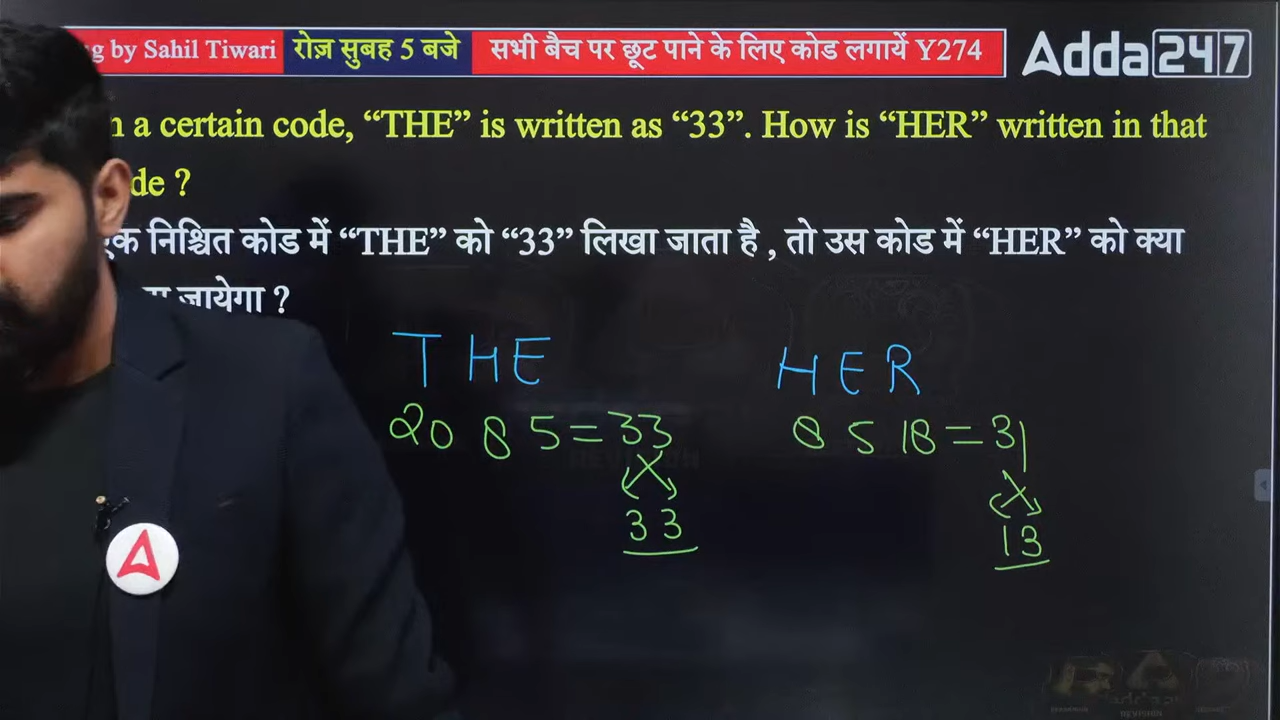 by Sahil Tiwari रोज़ सुबह 5 बजे सभी बैच पर छूट पाने के लिए कोड लगायें Y274 Adda247
a certain code, “THE” is written as “33”. How is “HER” written in that
?
निश्चित कोड में “THE” को “33” लिखा जाता है , तो उस कोड में “HER” को क्या
जायेगा ?
THE HER
20 8 5=33 8 5 18=31
33 13